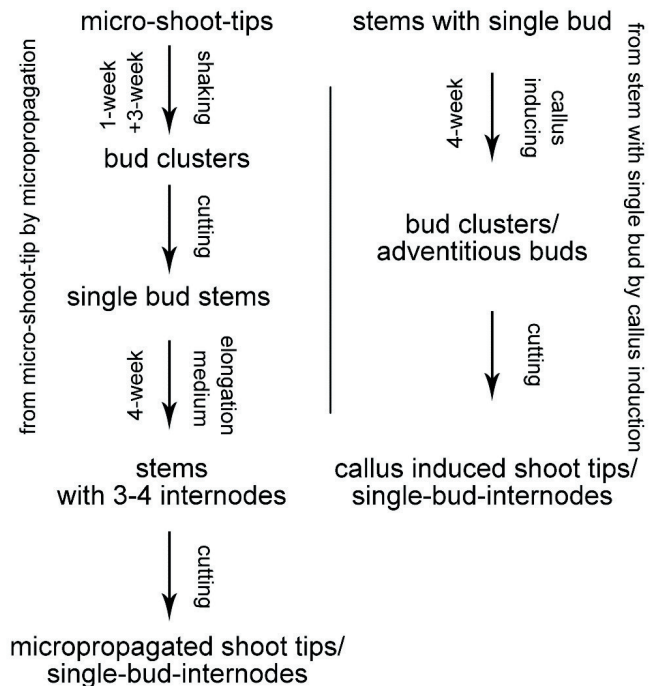 from micro-shoot-tip by micropropagation
micro-shoot-tips
1-week
+3-week
shaking
bud clusters
cutting
single bud stems
4-week
elongation
medium
stems
with 3-4 internodes
cutting
micropropagated shoot tips/
single-bud-internodes
stems with single bud
4-week
callus
inducing
bud clusters/
adventitious buds
cutting
callus induced shoot tips/
single-bud-internodes
from stem with single bud by callus induction